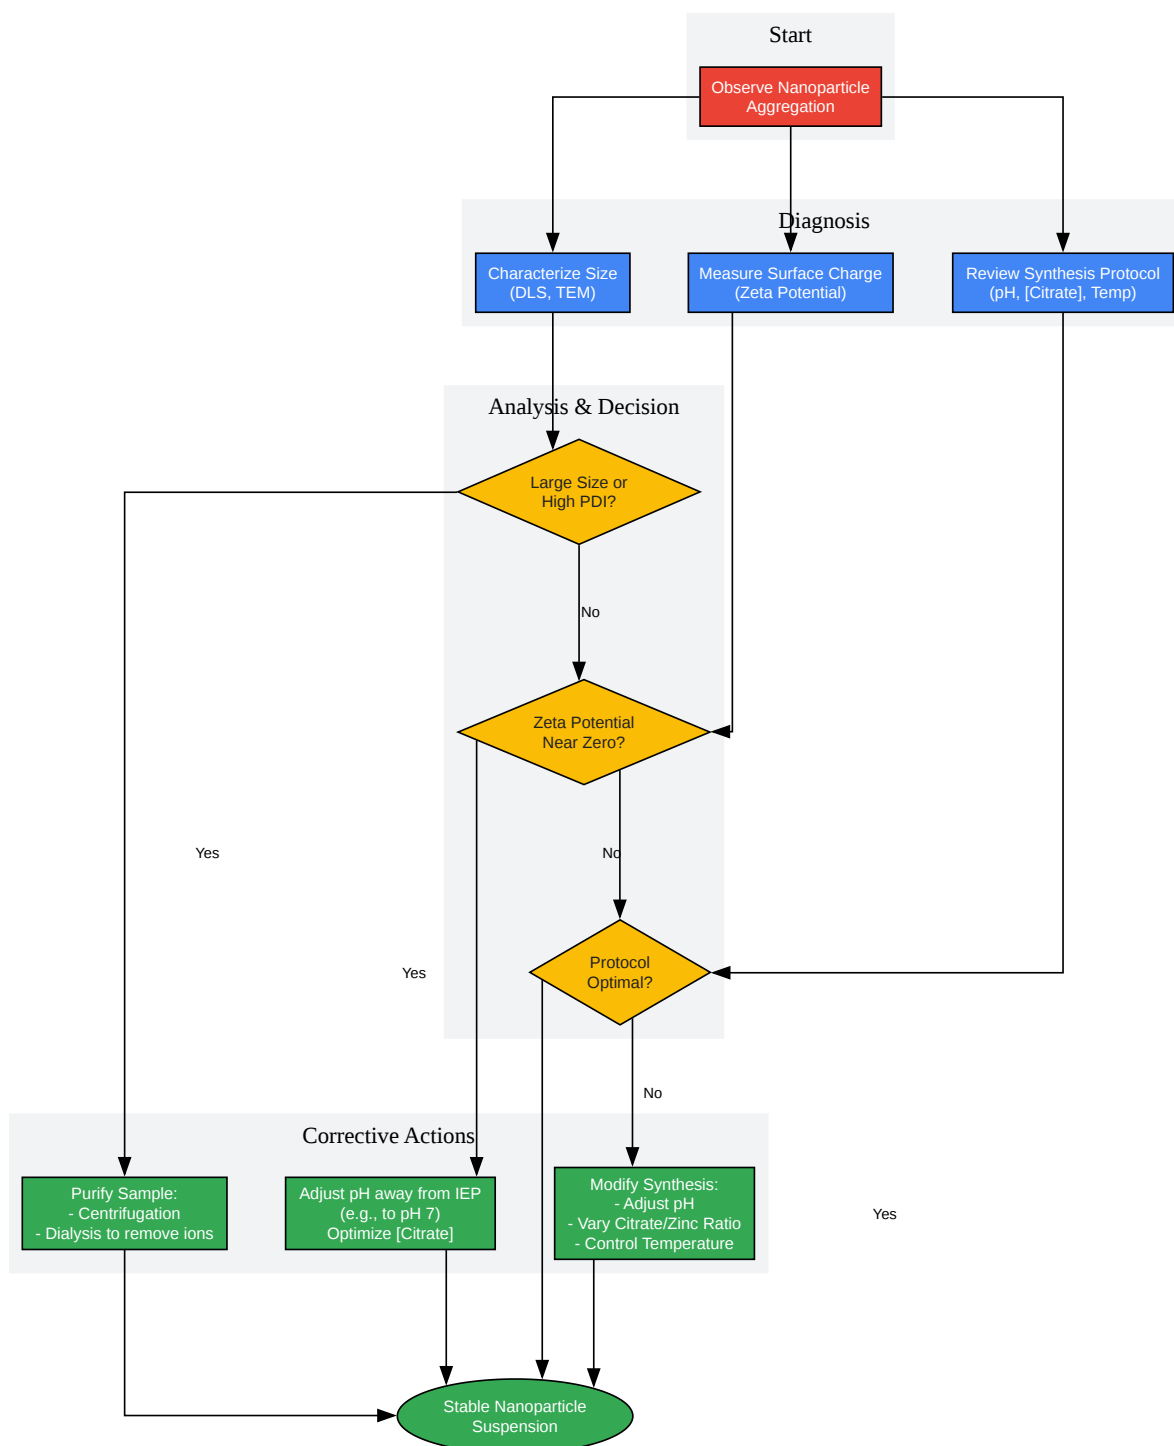 Start
Observe Nanoparticle
Aggregation
Diagnosis
Characterize Size
(DLS, TEM)
Measure Surface Charge
(Zeta Potential)
Review Synthesis Protocol
(pH, [Citrate], Temp)
Analysis & Decision
Large Size or
High PDI?
No
Zeta Potential
Near Zero?
Yes
No
Protocol
Optimal?
Yes
No
Corrective Actions
Purify Sample:
- Centrifugation
- Dialysis to remove ions
Adjust pH away from IEP
(e.g., to pH 7)
Optimize [Citrate]
Modify Synthesis:
- Adjust pH
- Vary Citrate/Zinc Ratio
- Control Temperature
Yes
Stable Nanoparticle
Suspension